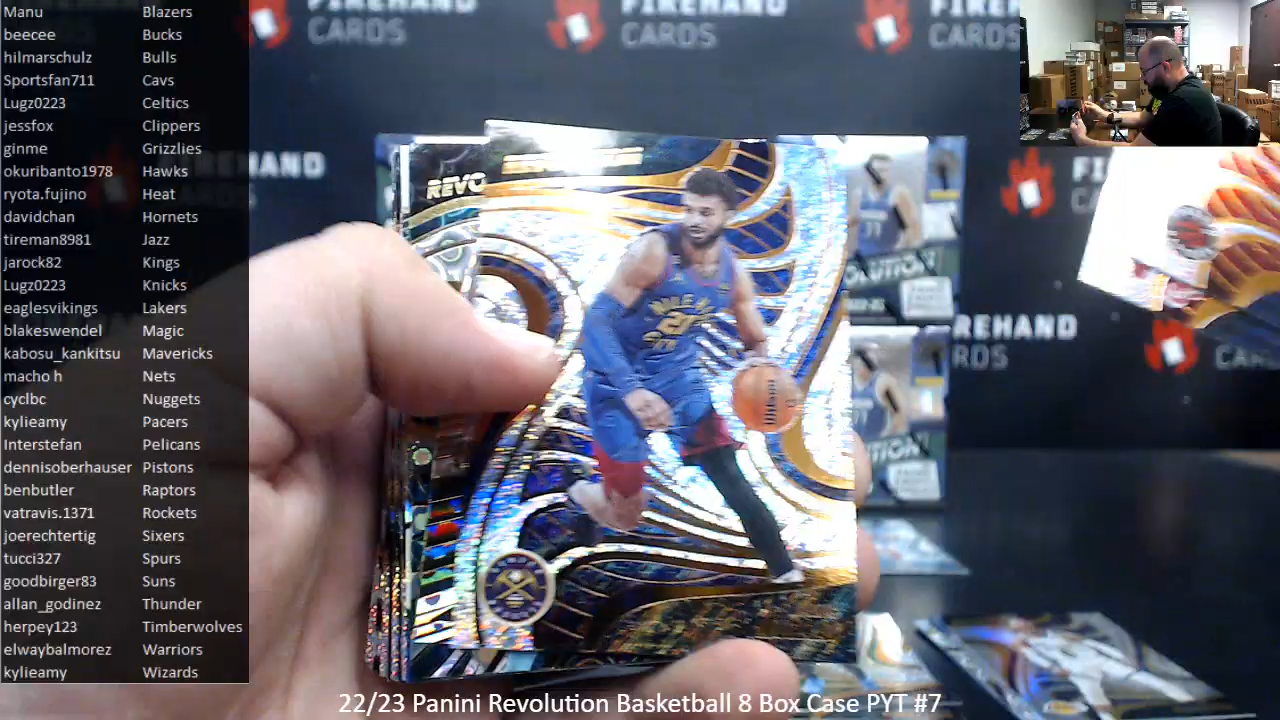 Manu Blazers
beecee Bucks
hilmarschulz Bulls
Sportsfan711 Cavs
Lugz0223 Celtics
jessfox Clippers
ginme Grizzlies
okuribanto1978 Hawks
ryota.fujino Heat
davidchan Hornets
tireman8981 Jazz
jarock82 Kings
Lugz0223 Knicks
eaglesvikings Lakers
blakeswendel Magic
kabosu_kankitsu Mavericks
macho h Nets
cyclbc Nuggets
kylieamy Pacers
Interstefan Pelicans
dennisoberhauser Pistons
benbutler Raptors
vatravis.1371 Rockets
joerechtertig Sixers
tucci327 Spurs
goodbirger83 Suns
allan_godinez Thunder
herpey123 Timberwolves
elwaybalmorez Warriors
kylieamy Wizards
FIREHAND CARDS
FIREHAND CARDS
FIRE CARDS
FIREHAND
REHAND
RDS
REVO
21
22/23 Panini Revolution Basketball 8 Box Case PYT #7